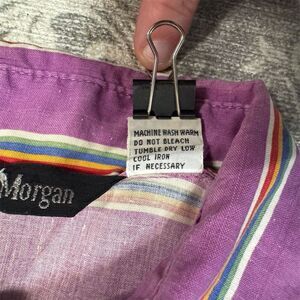 MACHINE WASH WARM
DO NOT BLEACH
TUMBLE DRY LOW
COOL IRON
IF NECESSARY
Morgan